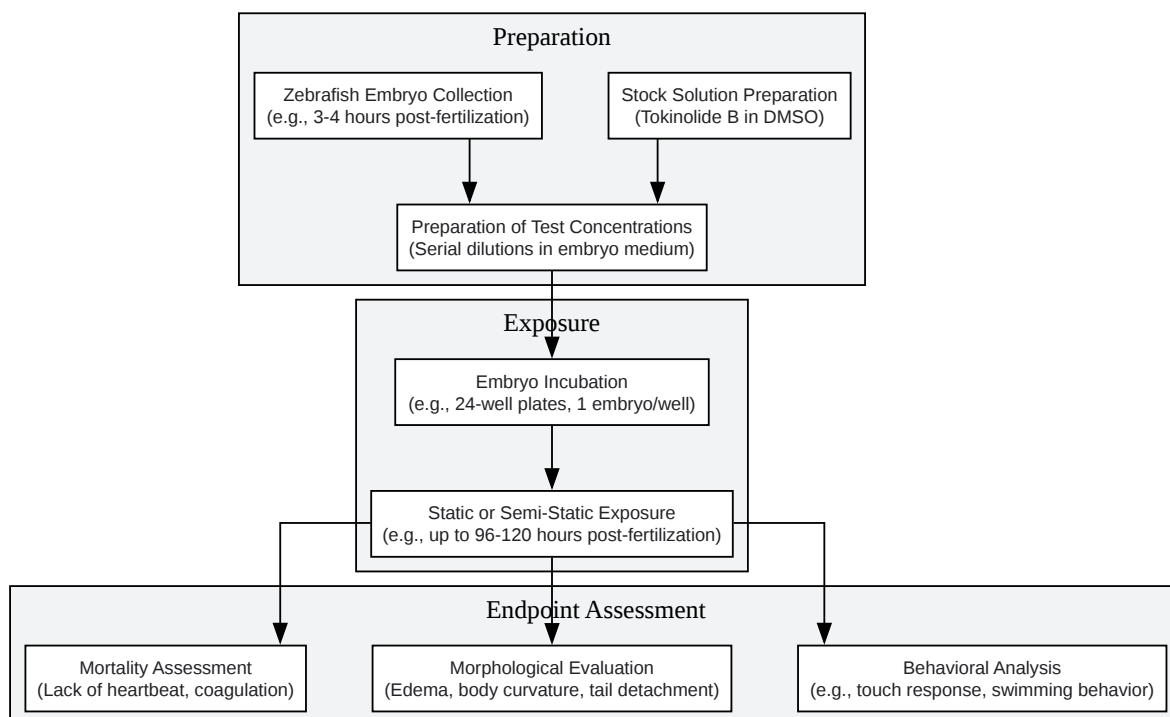 Preparation
Zebrafish Embryo Collection
(e.g., 3-4 hours post-fertilization)
Stock Solution Preparation
(Tokinolide B in DMSO)
Preparation of Test Concentrations
(Serial dilutions in embryo medium)
Exposure
Embryo Incubation
(e.g., 24-well plates, 1 embryo/well)
Static or Semi-Static Exposure
(e.g., up to 96-120 hours post-fertilization)
Endpoint Assessment
Mortality Assessment
(Lack of heartbeat, coagulation)
Morphological Evaluation
(Edema, body curvature, tail detachment)
Behavioral Analysis
(e.g., touch response, swimming behavior)